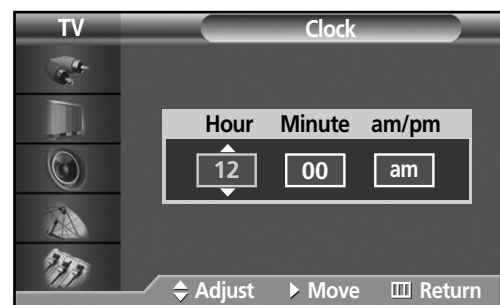 TV Clock
Hour Minute am/pm
12 00 am
Adjust Move Return